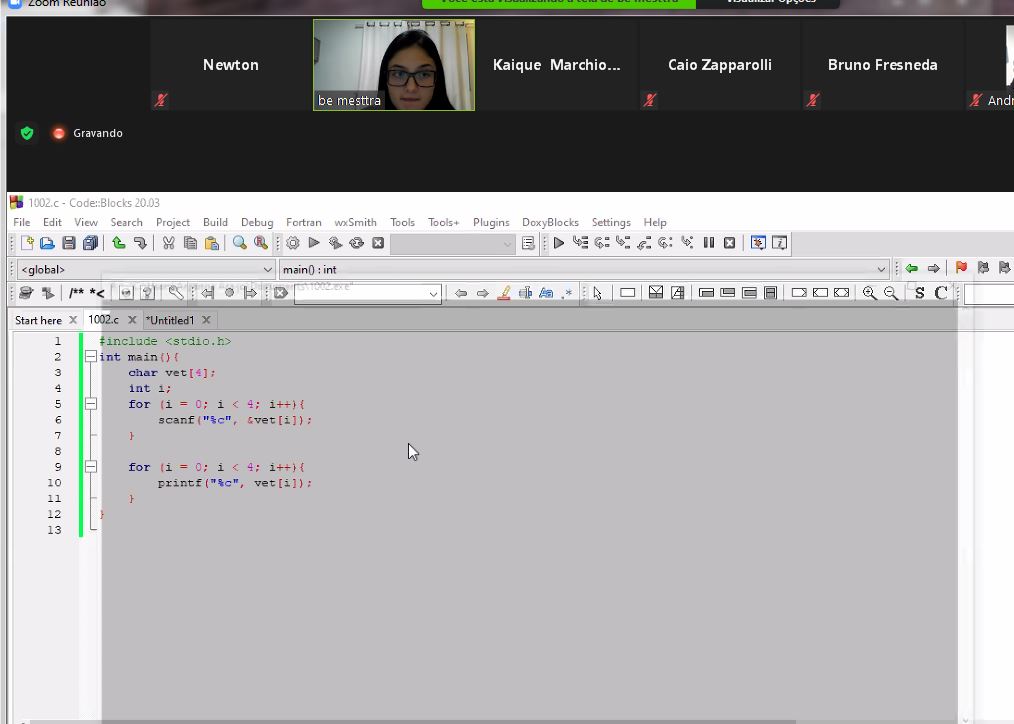 Zoom Reunião
Você está visualizando a tela de be mesttra
Visualizar Opções
Newton
be mesttra
Kaique Marchio...
Caio Zapparolli
Bruno Fresneda
Andr
Gravando
1002.c - Code::Blocks 20.03
File Edit View Search Project Build Debug Fortran wxSmith Tools Tools+ Plugins DoxyBlocks Settings Help
<global>
main() : int
/** *<
.*
S C
Start here 1002.c *Untitled1
1 #include <stdio.h>
2 int main(){
3 char vet[4];
4 int i;
5 for (i = 0; i < 4; i++){
6 scanf("%c", &vet[i]);
7 }
8
9 for (i = 0; i < 4; i++){
10 printf("%c", vet[i]);
11 }
12 }
13